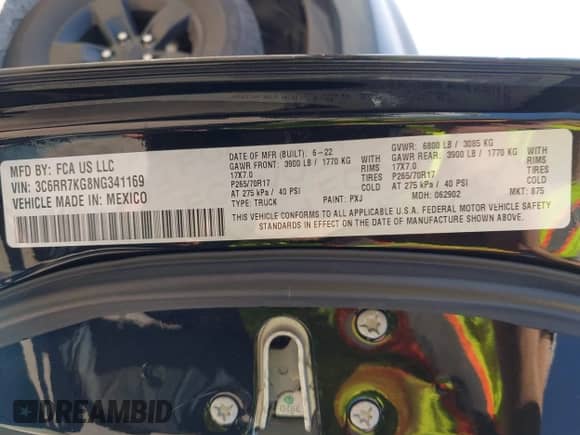 MFD BY: FCA US LLC
VIN: 3C6RR7KG8NG341169
VEHICLE MADE IN: MEXICO
DATE OF MFR (BUILT): 6-22
GAWR FRONT: 3900 LB / 1770 KG WITH
17X7.0 RIMS
P265/70R17 TIRES
AT 275 kPa / 40 PSI COLD
TYPE: TRUCK PAINT: PXJ
GVWR: 6800 LB / 3085 KG
GAWR REAR: 3900 LB / 1770 KG WITH
17X7.0 RIMS
P265/70R17 TIRES
AT 275 kPa / 40 PSI COLD
MDH: 062902 MKT: 875
THIS VEHICLE CONFORMS TO ALL APPLICABLE U.S.A. FEDERAL MOTOR VEHICLE SAFETY
STANDARDS IN EFFECT ON THE DATE OF MANUFACTURE SHOWN ABOVE.
DREAMBID